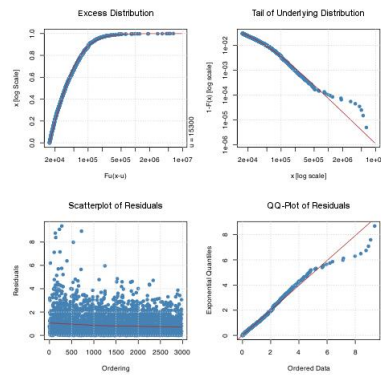 Excess Distribution
x [log Scale]
0.0 0.2 0.4 0.6 0.8 1.0
2e+04 1e+05 5e+05 2e+06 1e+07
Fu(x-u)
u = 15300
Tail of Underlying Distribution
1-F(x) [log scale]
1e-06 1e-05 1e-04 1e-03 1e-02
2e+04 1e+05 5e+05 2e+06 1e+0
x [log scale]
Scatterplot of Residuals
Residuals
0 2 4 6 8
0 500 1000 2000 3000
Ordering
QQ-Plot of Residuals
Exponential Quantiles
0 2 4 6 8
0 2 4 6 8
Ordered Data